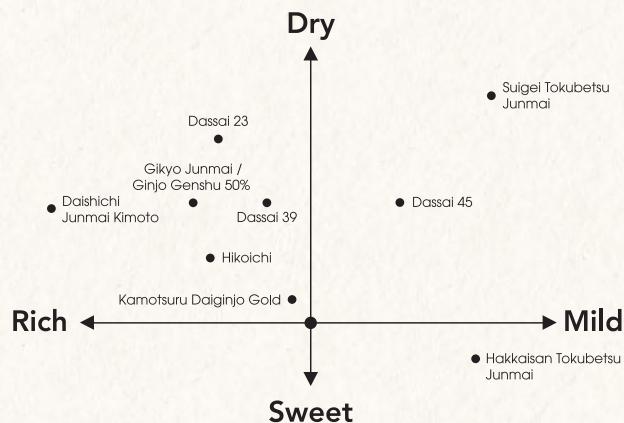 Dry
Suigei Tokubetsu
Junmai
Dassai 23
Gikyo Junmai /
Ginjo Genshu 50%
Daishichi
Junmai Kimoto
Dassai 39
Dassai 45
Hikoichi
Kamotsuru Daiginjo Gold
Rich
Mild
Hakkaisan Tokubetsu
Junmai
Sweet